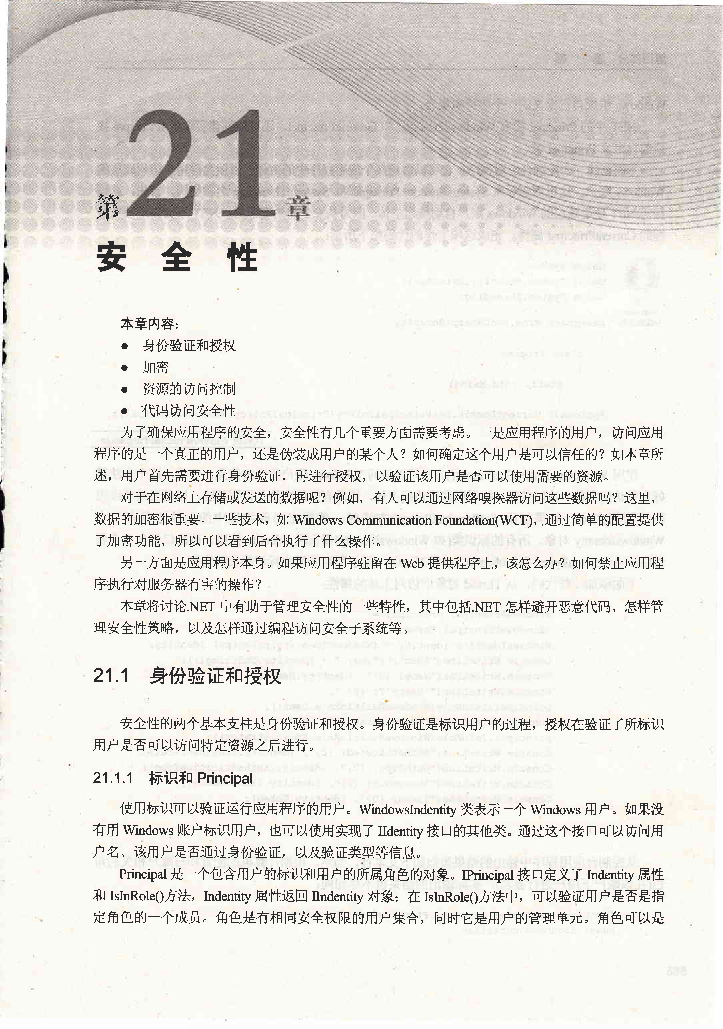 第21章
安 全 性
本章内容：
● 身份验证和授权
● 加密
● 资源的访问控制
● 代码访问安全性
为了确保应用程序的安全，安全性有几个重要方面需要考虑。一是应用程序的用户，访问应用
程序的是一个真正的用户，还是伪装成用户的某个人？如何确定这个用户是可以信任的？如本章所
述，用户首先需要进行身份验证，再进行授权，以验证该用户是否可以使用需要的资源。
对于在网络上存储或发送的数据呢？例如，有人可以通过网络嗅探器访问这些数据吗？这里，
数据的加密很重要。一些技术，如 Windows Communication Foundation(WCF)，通过简单的配置提供
了加密功能，所以可以看到后台执行了什么操作。
另一方面是应用程序本身。如果应用程序驻留在 Web 提供程序上，该怎么办？如何禁止应用程
序执行对服务器有害的操作？
本章将讨论.NET 中有助于管理安全性的一些特性，其中包括.NET 怎样避开恶意代码、怎样管
理安全性策略，以及怎样通过编程访问安全子系统等。
21.1 身份验证和授权
安全性的两个基本支柱是身份验证和授权。身份验证是标识用户的过程，授权在验证了所标识
用户是否可以访问特定资源之后进行。
21.1.1 标识和 Principal
使用标识可以验证运行应用程序的用户。WindowsIndentity 类表示一个 Windows 用户。如果没
有用 Windows 账户标识用户，也可以使用实现了 IIdentity 接口的其他类。通过这个接口可以访问用
户名、该用户是否通过身份验证，以及验证类型等信息。
Principal 是一个包含用户的标识和用户的所属角色的对象。IPrincipal 接口定义了 Indentity 属性
和 IsInRole()方法，Indentity 属性返回 IIndentity 对象；在 IsInRole()方法中，可以验证用户是否是指
定角色的一个成员。角色是有相同安全权限的用户集合，同时它是用户的管理单元。角色可以是